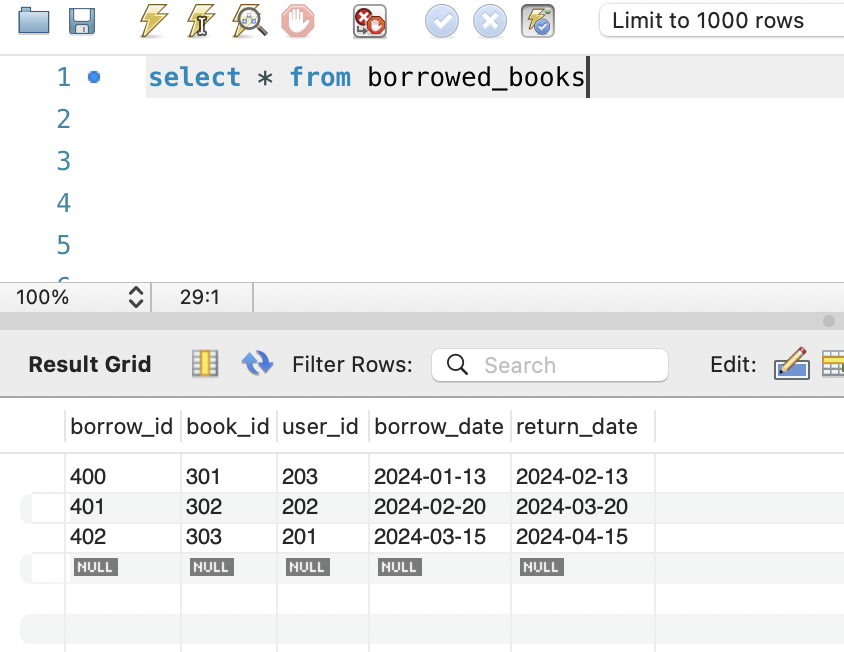 Limit to 1000 rows
1 select * from borrowed_books
2
3
4
5
100% 29:1
Result Grid Filter Rows: Search Edit:
borrow_id book_id user_id borrow_date return_date
400 301 203 2024-01-13 2024-02-13
401 302 202 2024-02-20 2024-03-20
402 303 201 2024-03-15 2024-04-15
NULL NULL NULL NULL NULL